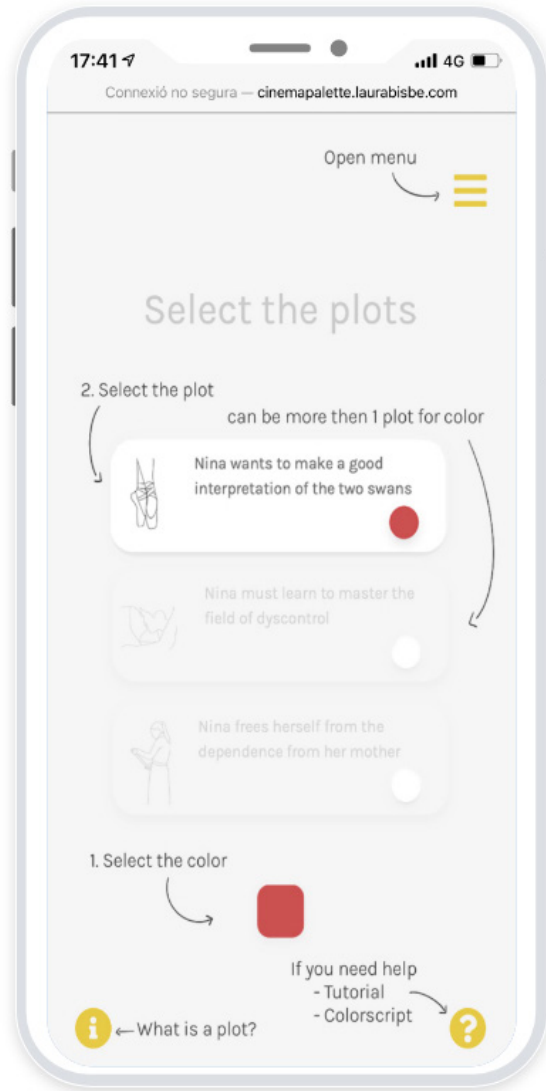 17:41
4G
Connexió no segura — cinemapalette.laurabisbe.com
Open menu
Select the plots
2. Select the plot
can be more then 1 plot for color
Nina wants to make a good
interpretation of the two swans
Nina must learn to master the
field of dyscontrol
Nina frees herself from the
dependence from her mother
1. Select the color
If you need help
- Tutorial
- Colorscript
i
What is a plot?
?